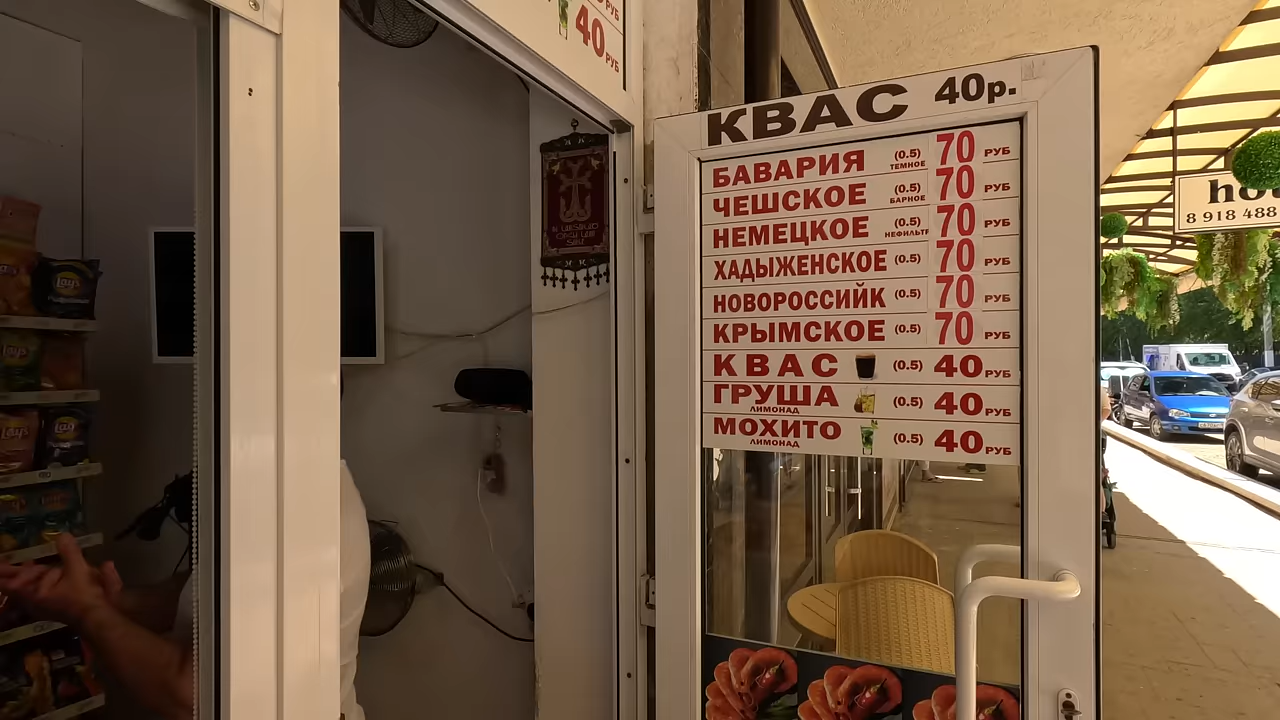 40 РУБ
КВАС 40р.
БАВАРИЯ (0.5) ТЕМНОЕ 70 РУБ
ЧЕШСКОЕ (0.5) БАРНОЕ 70 РУБ
НЕМЕЦКОЕ (0.5) НЕФИЛЬТР 70 РУБ
ХАДЫЖЕНСКОЕ (0.5) 70 РУБ
НОВОРОССИЙК (0.5) 70 РУБ
КРЫМСКОЕ (0.5) 70 РУБ
КВАС (0.5) 40 РУБ
ГРУША (0.5) 40 РУБ
ЛИМОНАД
МОХИТО (0.5) 40 РУБ
ЛИМОНАД
8 918 488
Lay's
Lay's
Lay's